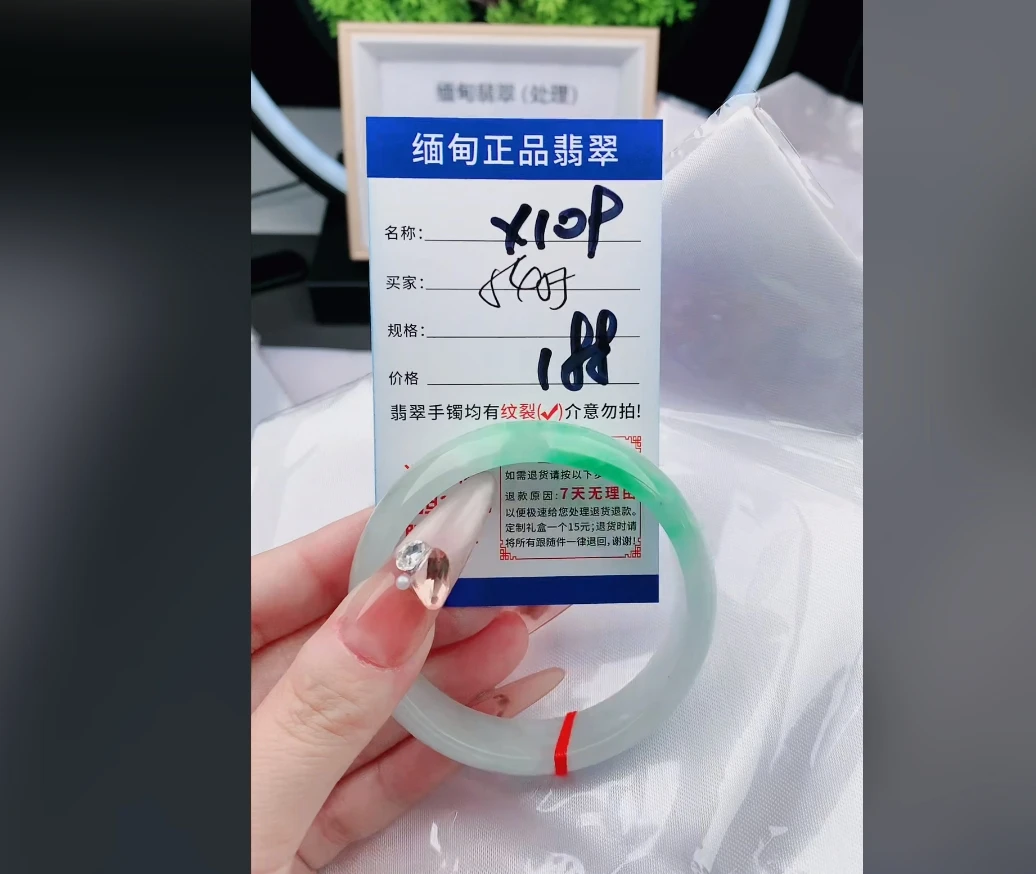 缅甸翡翠(处理)
缅甸正品翡翠
名称: X10P
买家:
规格:
价格 188
翡翠手镯均有纹裂(✓)介意勿拍!
如需退货请按以下
退款原因:7天无理由
以便极速给您处理退货退款。
定制礼盒一个15元;退货时请
将所有跟随件一律退回,谢谢!